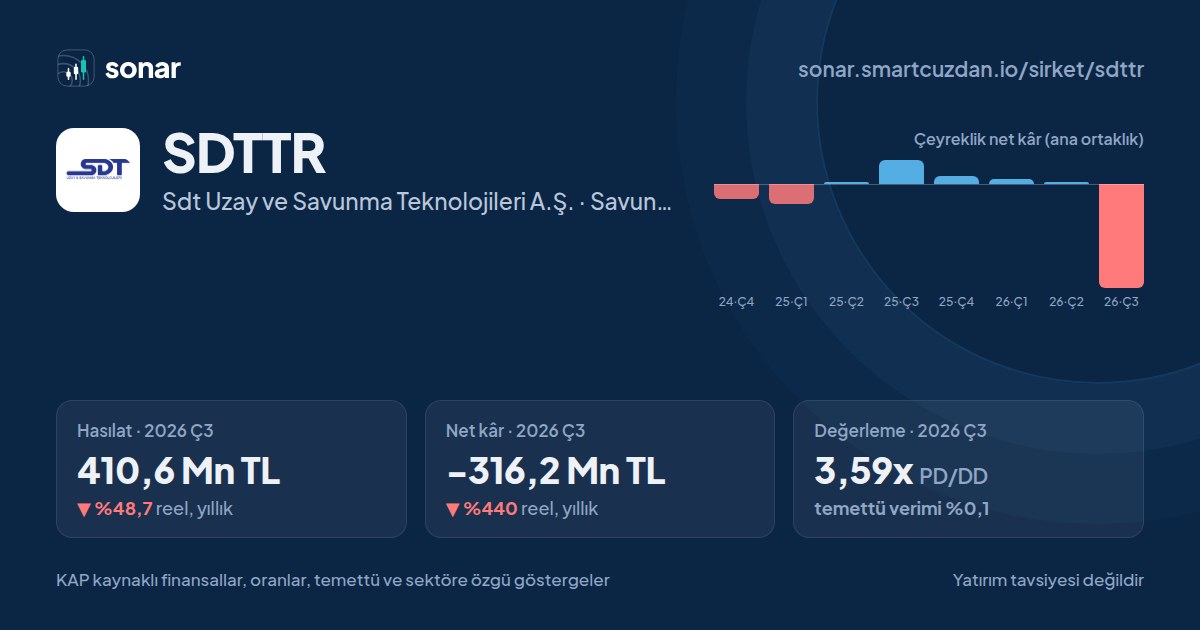 sonar
sonar.smartcuzdan.io/sirket/sdttr
SDT
SDTTR
Sdt Uzay ve Savunma Teknolojileri A.Ş. · Savun...
Çeyreklik net kâr (ana ortaklık)
24-Ç4 25-Ç1 25-Ç2 25-Ç3 25-Ç4 26-Ç1 26-Ç2 26-Ç3
Hasılat · 2026 Ç3
410,6 Mn TL
▼ %48,7 reel, yıllık
Net kâr · 2026 Ç3
-316,2 Mn TL
▼ %440 reel, yıllık
Değerleme · 2026 Ç3
3,59x PD/DD
temettü verimi %0,1
KAP kaynaklı finansallar, oranlar, temettü ve sektöre özgü göstergeler
Yatırım tavsiyesi değildir